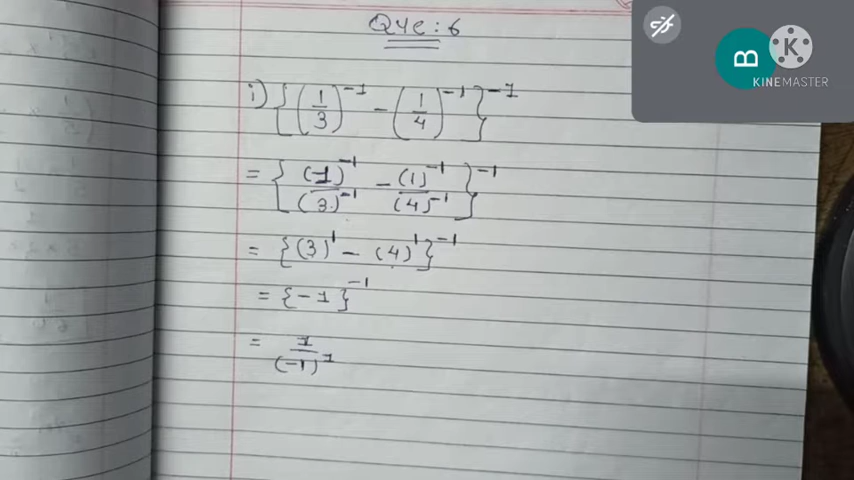 Que: 6
i) {(1/3)^-1 - (1/4)^-1}^-1
= {(1)^-1/(3)^-1 - (1)^-1/(4)^-1}^-1
= {(3)^1 - (4)^1}^-1
= {-1}^-1
= 1/(-1)^1
B K
KINEMASTER